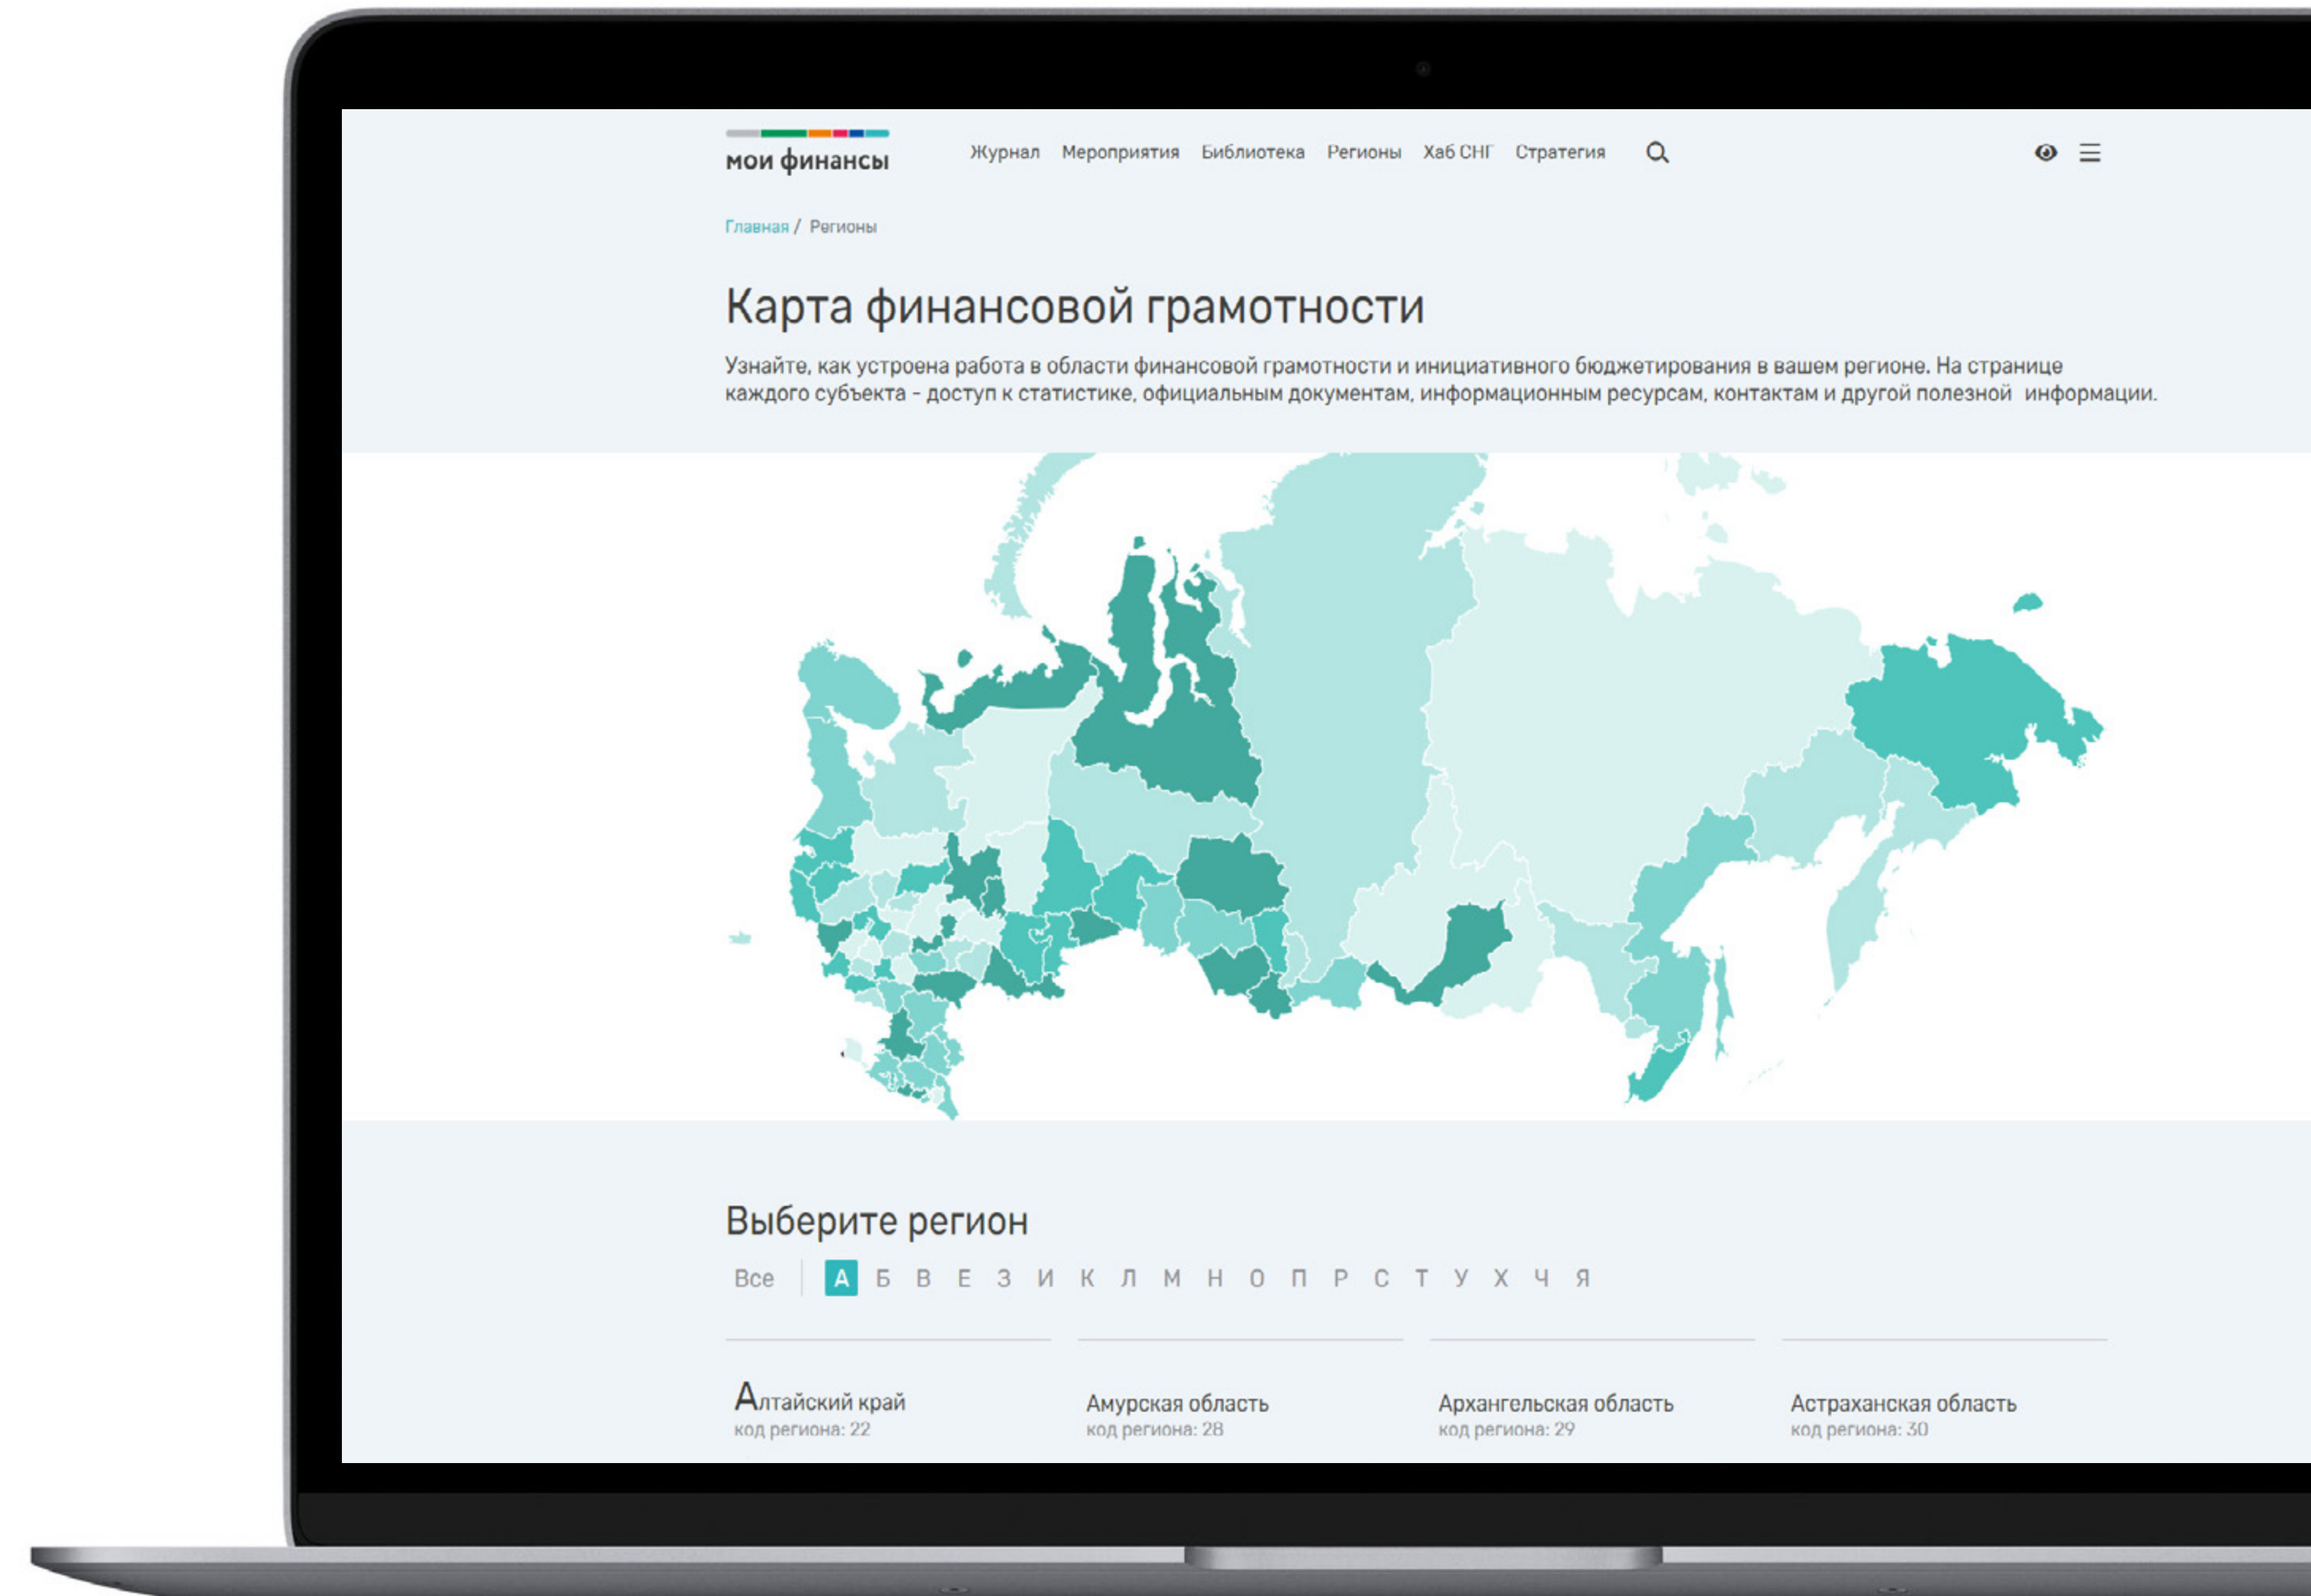 мои финансы
Журнал Мероприятия Библиотека Регионы Хаб СНГ Стратегия
Главная / Регионы
Карта финансовой грамотности
Узнайте, как устроена работа в области финансовой грамотности и инициативного бюджетирования в вашем регионе. На странице
каждого субъекта - доступ к статистике, официальным документам, информационным ресурсам, контактам и другой полезной информации.
Выберите регион
Все А Б В Е З И К Л М Н О П Р С Т У Х Ч Я
Алтайский край
код региона: 22
Амурская область
код региона: 28
Архангельская область
код региона: 29
Астраханская область
код региона: 30